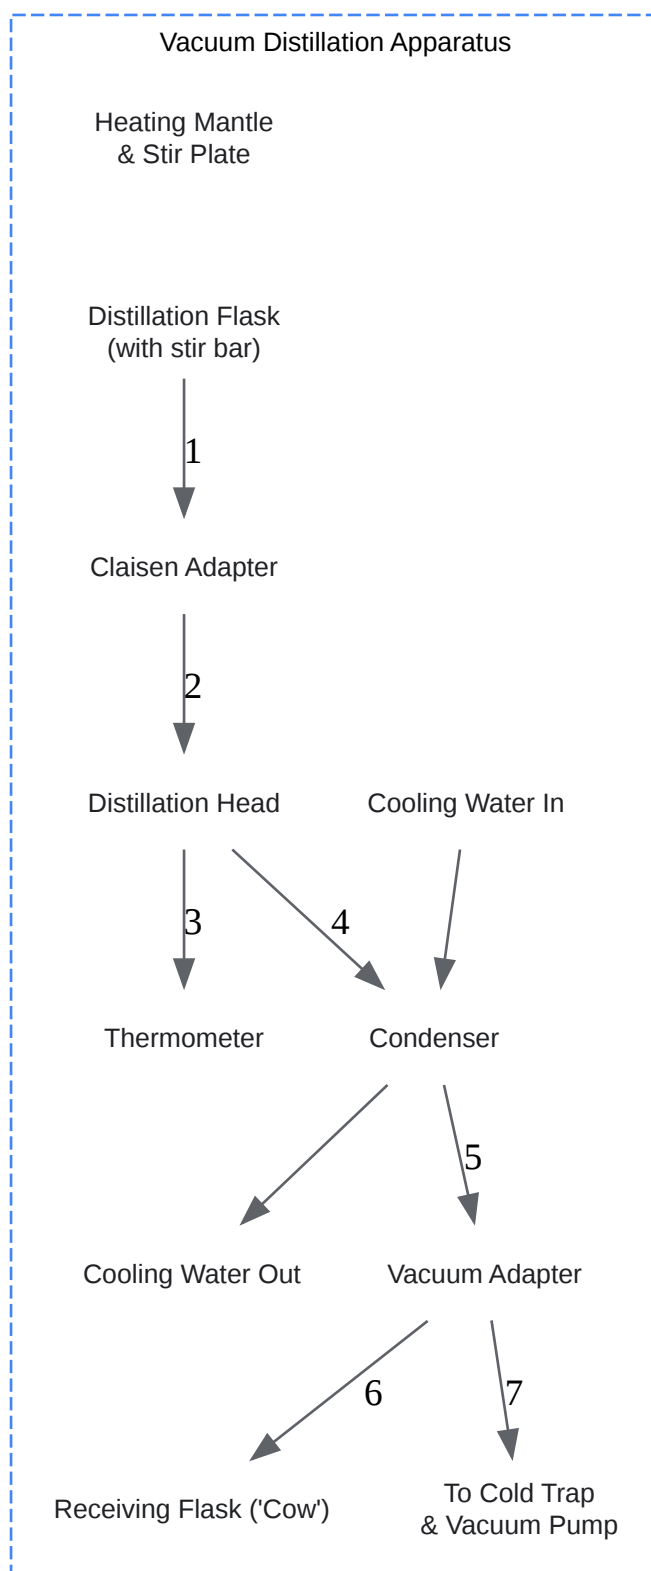 Vacuum Distillation Apparatus
Heating Mantle
& Stir Plate
Distillation Flask
(with stir bar)
1
Claisen Adapter
2
Distillation Head
Cooling Water In
3
4
Thermometer
Condenser
5
Cooling Water Out
Vacuum Adapter
6
7
Receiving Flask ('Cow')
To Cold Trap
& Vacuum Pump